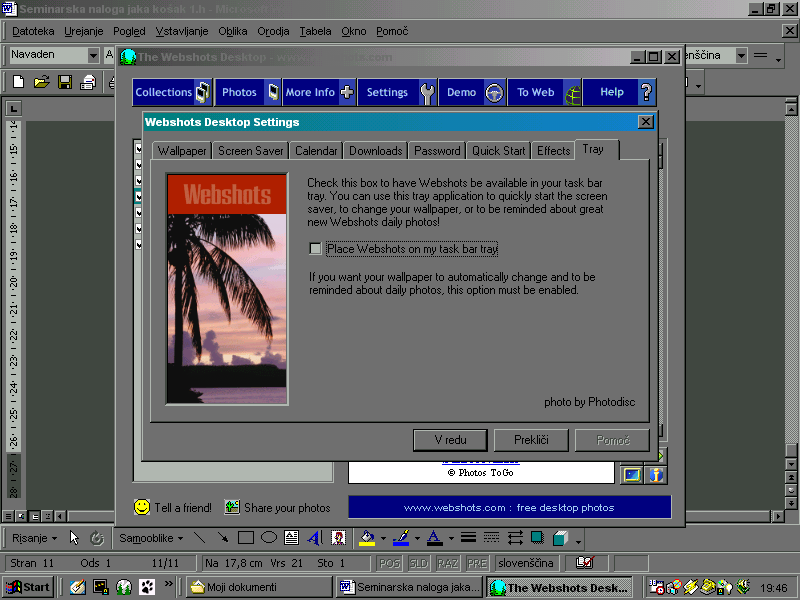 Seminarska naloga jaka košak 1.h - Microsoft
Datoteka Urejanje Pogled Vstavljanje Oblika Orodja Tabela Okno Pomoč
Navaden
The Webshots Desktop - www.webshots.com
Collections Photos More Info Settings Demo To Web Help
Webshots Desktop Settings
Wallpaper Screen Saver Calendar Downloads Password Quick Start Effects Tray
Webshots
Check this box to have Webshots be available in your task bar
tray. You can use this tray application to quickly start the screen
saver, to change your wallpaper, or to be reminded about great
new Webshots daily photos!
Place Webshots on my task bar tray
If you want your wallpaper to automatically change and to be
reminded about daily photos, this option must be enabled.
photo by Photodisc
V redu Prekliči Pomoč
© Photos ToGo
Tell a friend! Share your photos www.webshots.com : free desktop photos
Risanje Samooblike
Stran 11 Ods 1 11/11 Na 17,8 cm Vrs 21 Sto 1 POS SLD RAZ PRE slovenščina
Start Moji dokumenti Seminarska naloga jaka... The Webshots Desk... 19:46